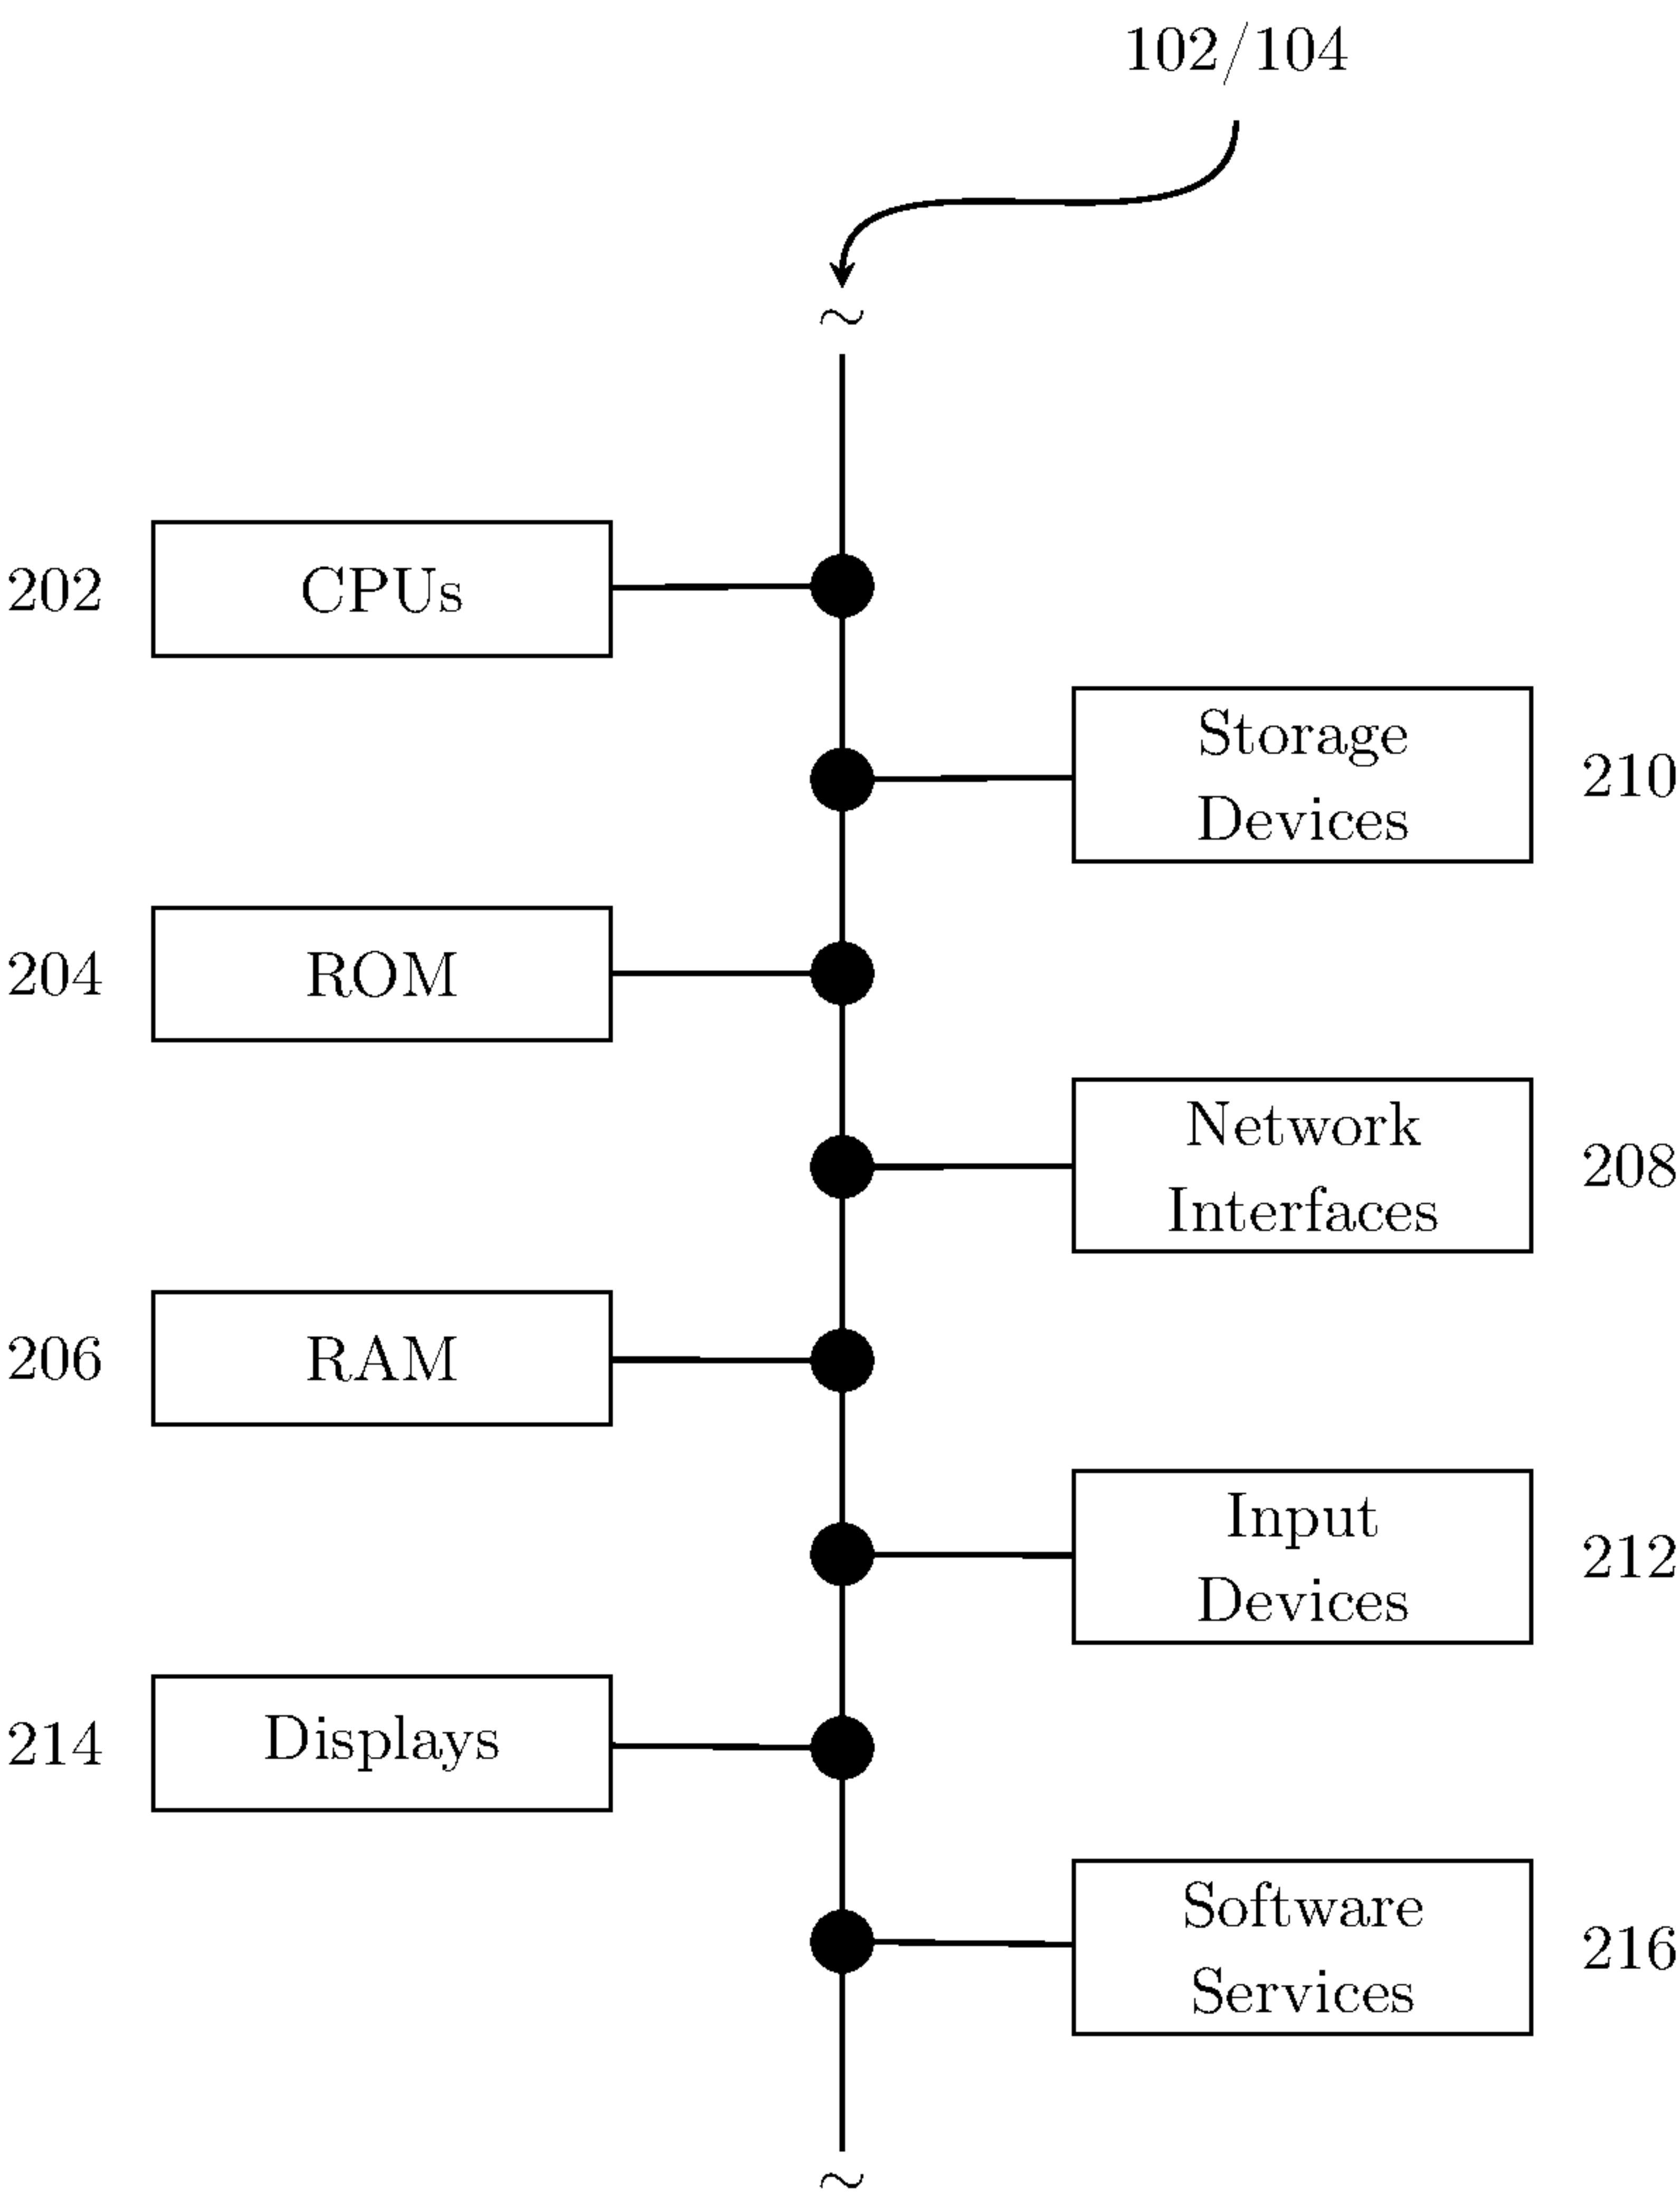 102/104
~
202 CPUs
Storage
Devices 210
204 ROM
Network
Interfaces 208
206 RAM
Input
Devices 212
214 Displays
Software
Services 216
~